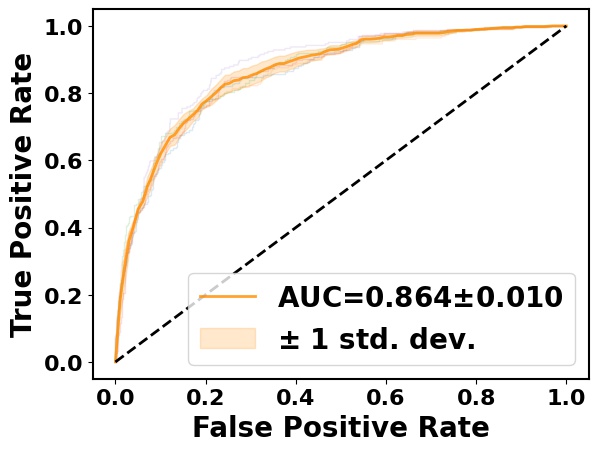 1.0
0.8
0.6
0.4
0.2
0.0
True Positive Rate
AUC=0.864±0.010
± 1 std. dev.
0.0 0.2 0.4 0.6 0.8 1.0
False Positive Rate